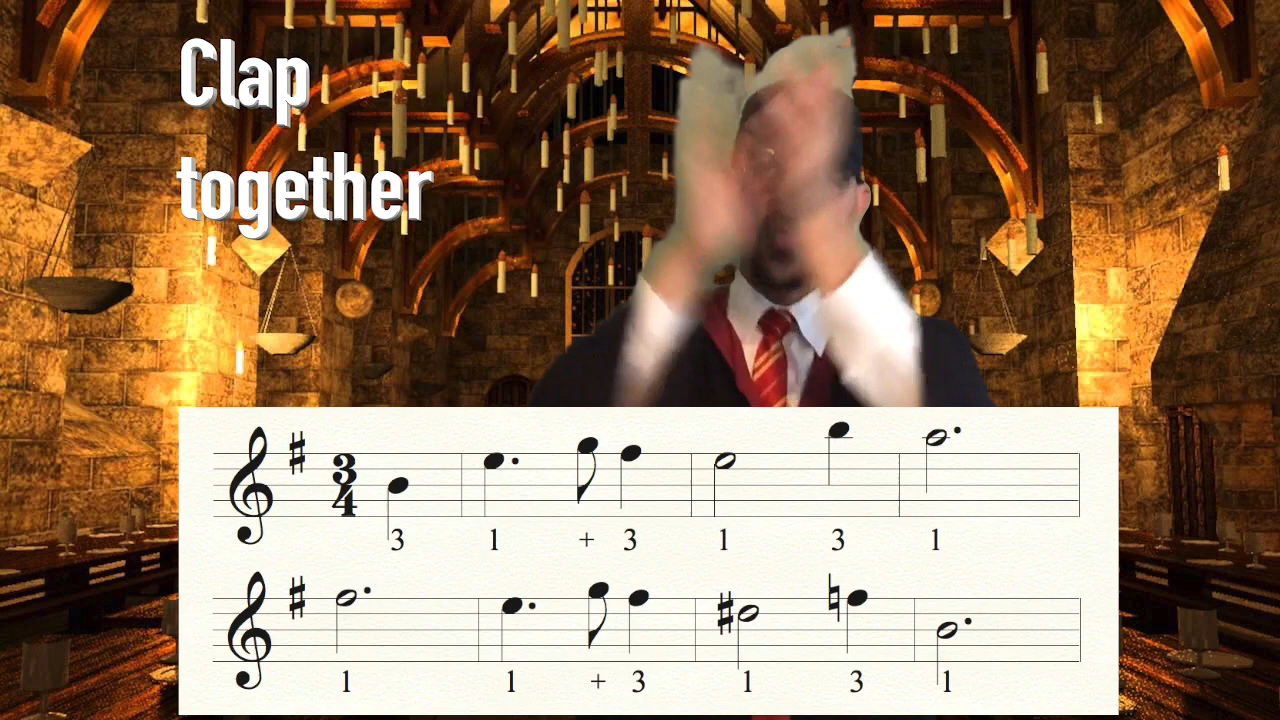 Clap
together
3
4
3 1 + 3 1 3 1
1 1 + 3 1 3 1